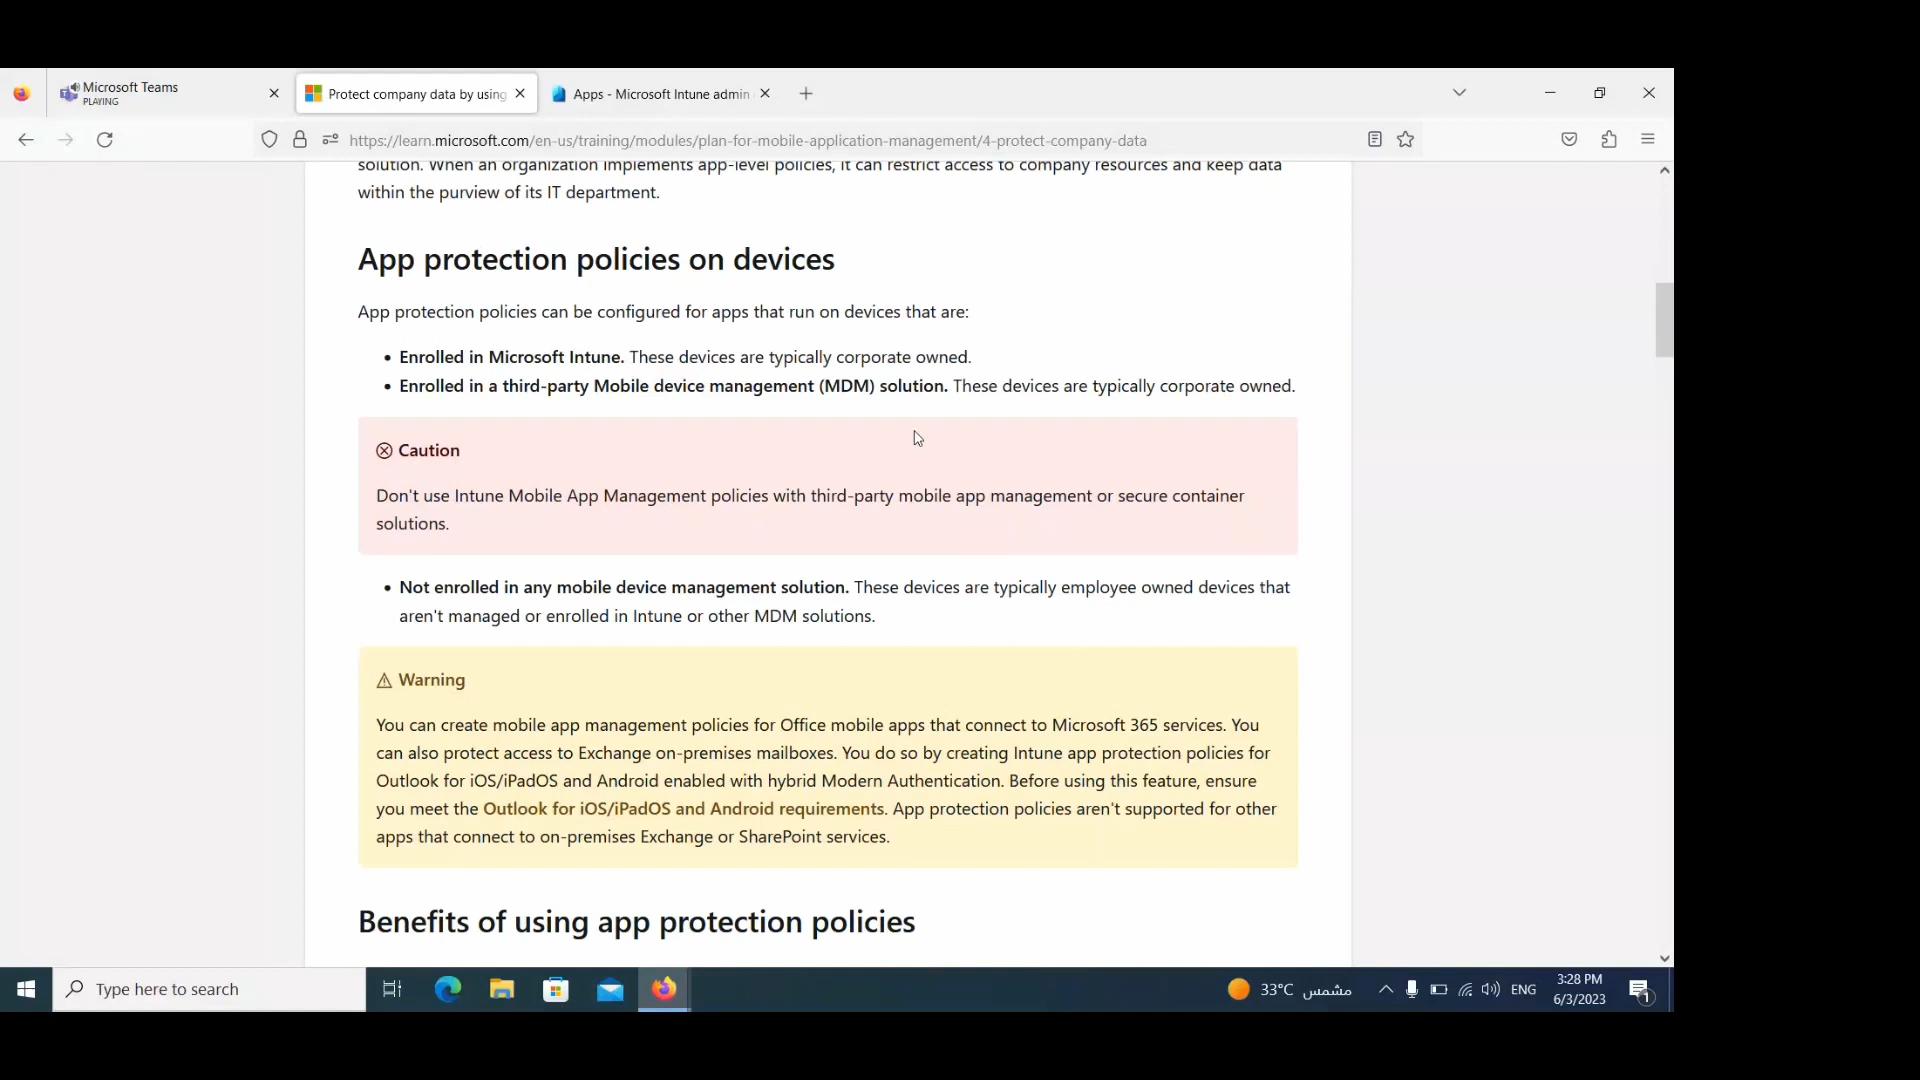 Microsoft Teams
PLAYING
Protect company data by using
Apps - Microsoft Intune admin
https://learn.microsoft.com/en-us/training/modules/plan-for-mobile-application-management/4-protect-company-data
solution. When an organization implements app-level policies, it can restrict access to company resources and keep data
within the purview of its IT department.
App protection policies on devices
App protection policies can be configured for apps that run on devices that are:
• Enrolled in Microsoft Intune. These devices are typically corporate owned.
• Enrolled in a third-party Mobile device management (MDM) solution. These devices are typically corporate owned.
Caution
Don't use Intune Mobile App Management policies with third-party mobile app management or secure container
solutions.
• Not enrolled in any mobile device management solution. These devices are typically employee owned devices that
aren't managed or enrolled in Intune or other MDM solutions.
Warning
You can create mobile app management policies for Office mobile apps that connect to Microsoft 365 services. You
can also protect access to Exchange on-premises mailboxes. You do so by creating Intune app protection policies for
Outlook for iOS/iPadOS and Android enabled with hybrid Modern Authentication. Before using this feature, ensure
you meet the Outlook for iOS/iPadOS and Android requirements. App protection policies aren't supported for other
apps that connect to on-premises Exchange or SharePoint services.
Benefits of using app protection policies
Type here to search
33°C مشمس
ENG
3:28 PM
6/3/2023
1